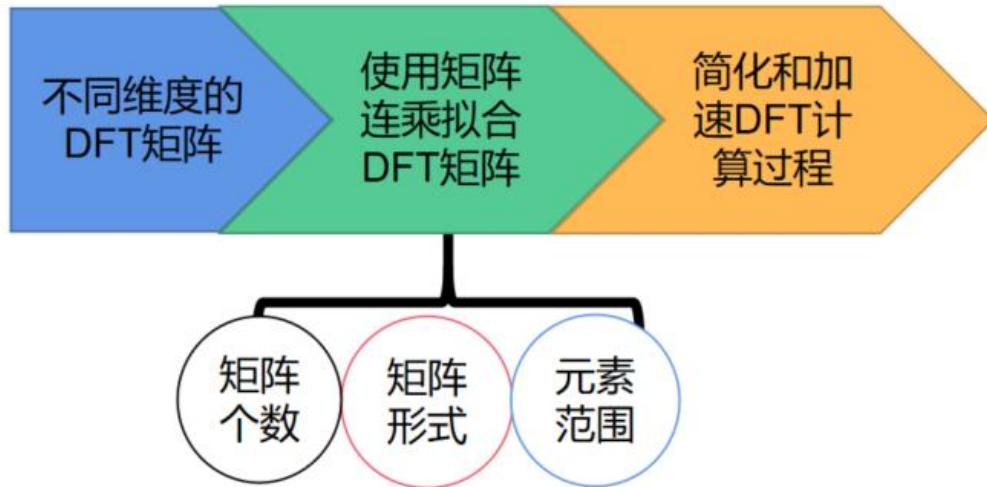 不同维度的
DFT矩阵
使用矩阵
连乘拟合
DFT矩阵
简化和加
速DFT计
算过程
矩阵
个数
矩阵
形式
元素
范围